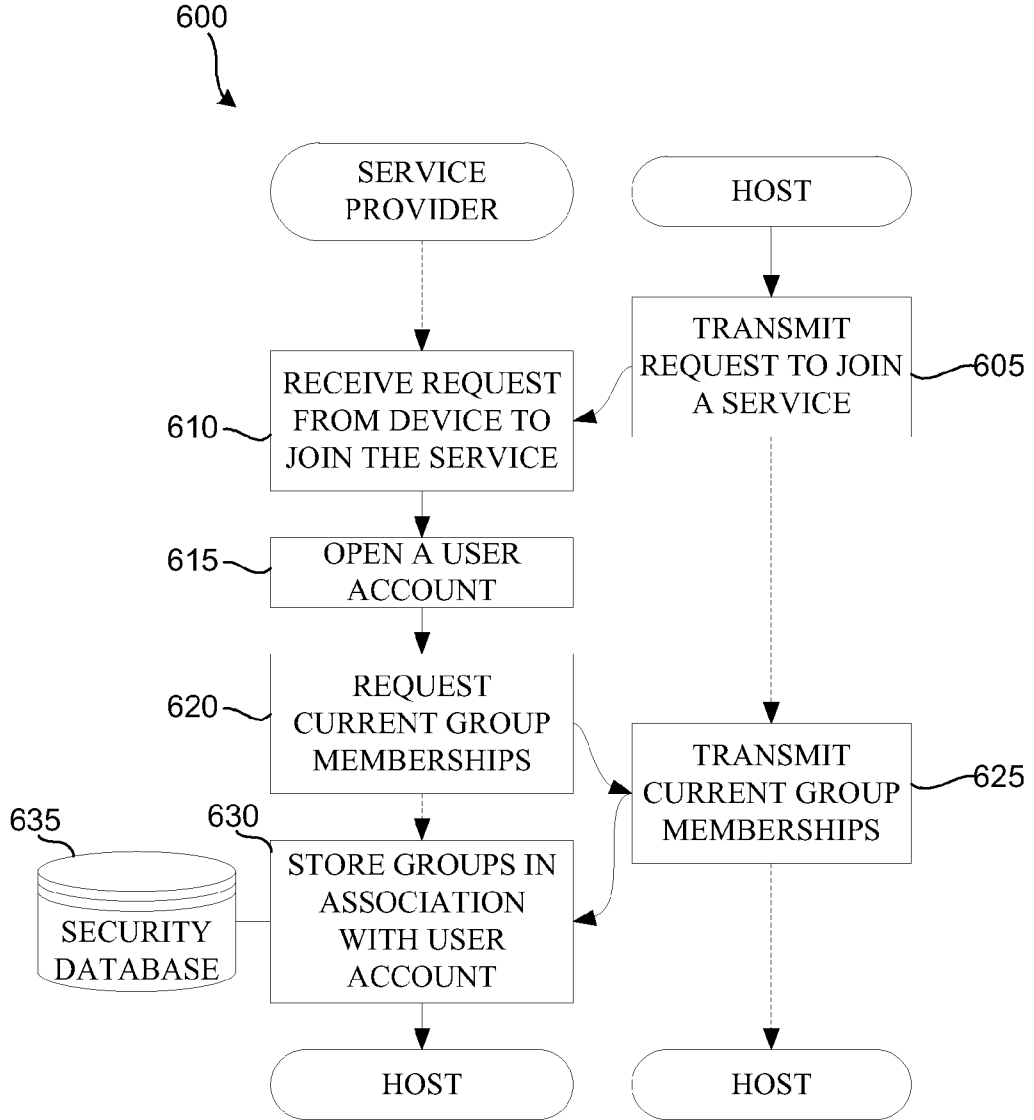 600
SERVICE
PROVIDER
HOST
TRANSMIT
REQUEST TO JOIN
A SERVICE
605
RECEIVE REQUEST
FROM DEVICE TO
JOIN THE SERVICE
610
615
OPEN A USER
ACCOUNT
620
REQUEST
CURRENT GROUP
MEMBERSHIPS
TRANSMIT
CURRENT GROUP
MEMBERSHIPS
625
635
630
STORE GROUPS IN
ASSOCIATION
WITH USER
ACCOUNT
SECURITY
DATABASE
HOST
HOST